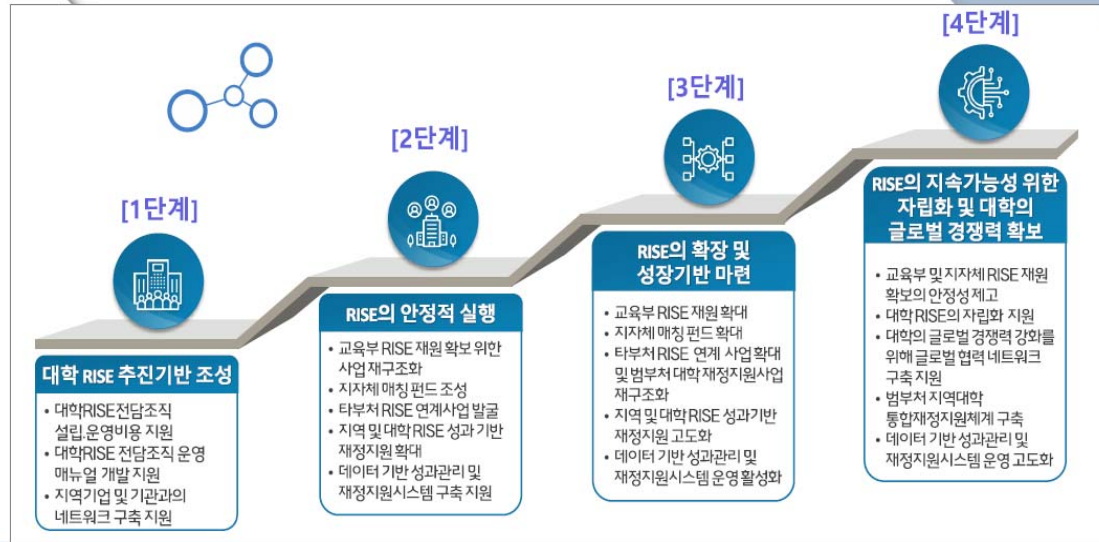 [1단계]
대학 RISE 추진기반 조성
• 대학RISE전담조직
설립.운영비용 지원
• 대학RISE 전담조직 운영
매뉴얼 개발 지원
• 지역기업 및 기관과의
네트워크 구축 지원
[2단계]
RISE의 안정적 실행
• 교육부 RISE 재원 확보 위한
사업 재구조화
• 지자체 매칭 펀드 조성
• 타부처 RISE 연계사업 발굴
• 지역 및 대학 RISE 성과 기반
재정지원 확대
• 데이터 기반 성과관리 및
재정지원시스템 구축 지원
[3단계]
RISE의 확장 및
성장기반 마련
• 교육부 RISE 재원 확대
• 지자체 매칭 펀드 확대
• 타부처 RISE 연계 사업 확대
및 범부처 대학 재정지원사업
재구조화
• 지역 및 대학 RISE 성과기반
재정지원 고도화
• 데이터 기반 성과관리 및
재정지원시스템 운영 활성화
[4단계]
RISE의 지속가능성 위한
자립화 및 대학의
글로벌 경쟁력 확보
• 교육부 및 지자체 RISE 재원
확보의 안정성 제고
• 대학 RISE의 자립화 지원
• 대학의 글로벌 경쟁력 강화를
위해 글로벌 협력 네트워크
구축 지원
• 범부처 지역대학
통합재정지원체계 구축
• 데이터 기반 성과관리 및
재정지원시스템 운영 고도화